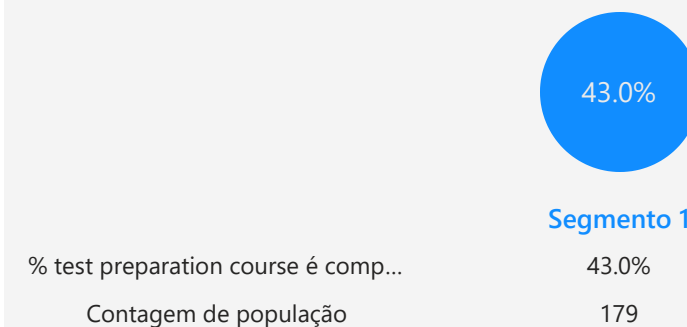 43.0%
Segmento 1
% test preparation course é comp... 43.0%
Contagem de população 179